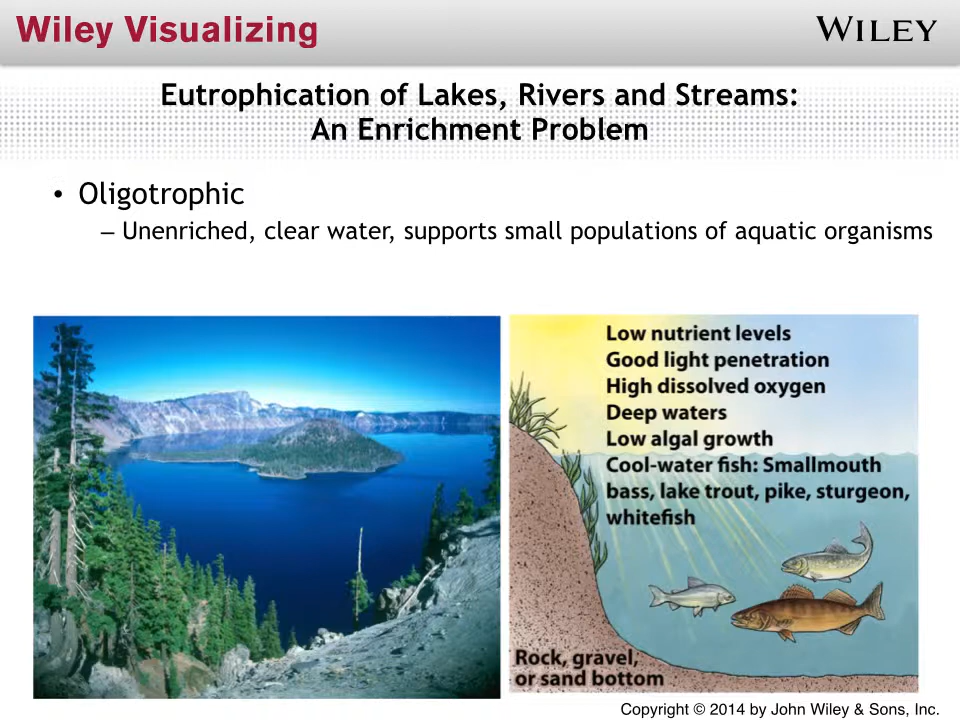 Wiley Visualizing
WILEY
Eutrophication of Lakes, Rivers and Streams:
An Enrichment Problem
• Oligotrophic
– Unenriched, clear water, supports small populations of aquatic organisms
Low nutrient levels
Good light penetration
High dissolved oxygen
Deep waters
Low algal growth
Cool-water fish: Smallmouth
bass, lake trout, pike, sturgeon,
whitefish
Rock, gravel,
or sand bottom
Copyright © 2014 by John Wiley & Sons, Inc.